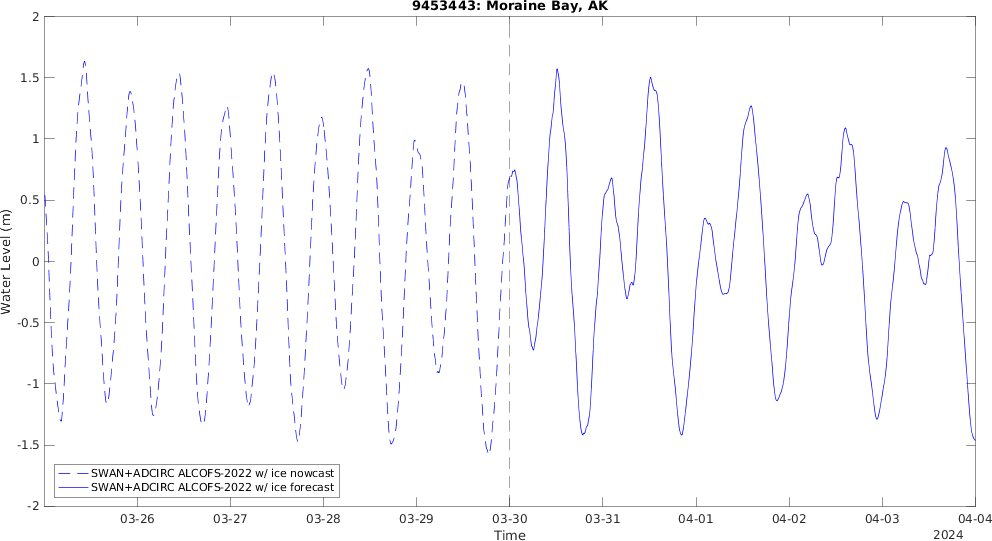 9453443: Moraine Bay, AK
2
1.5
1
0.5
0
-0.5
-1
-1.5
-2
Water Level (m)
SWAN+ADCIRC ALCOFS-2022 w/ ice nowcast
SWAN+ADCIRC ALCOFS-2022 w/ ice forecast
03-26 03-27 03-28 03-29 03-30 03-31 04-01 04-02 04-03 04-04
Time
2024